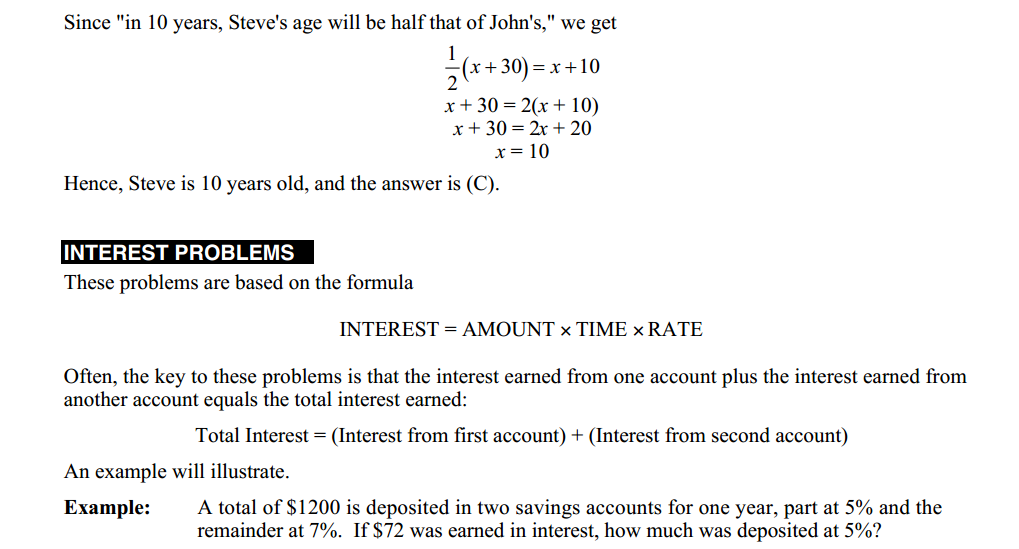 Since "in 10 years, Steve's age will be half that of John's," we get
1/2(x + 30) = x + 10
x + 30 = 2(x + 10)
x + 30 = 2x + 20
x = 10
Hence, Steve is 10 years old, and the answer is (C).
INTEREST PROBLEMS
These problems are based on the formula
INTEREST = AMOUNT × TIME × RATE
Often, the key to these problems is that the interest earned from one account plus the interest earned from
another account equals the total interest earned:
Total Interest = (Interest from first account) + (Interest from second account)
An example will illustrate.
Example: A total of $1200 is deposited in two savings accounts for one year, part at 5% and the
remainder at 7%. If $72 was earned in interest, how much was deposited at 5%?